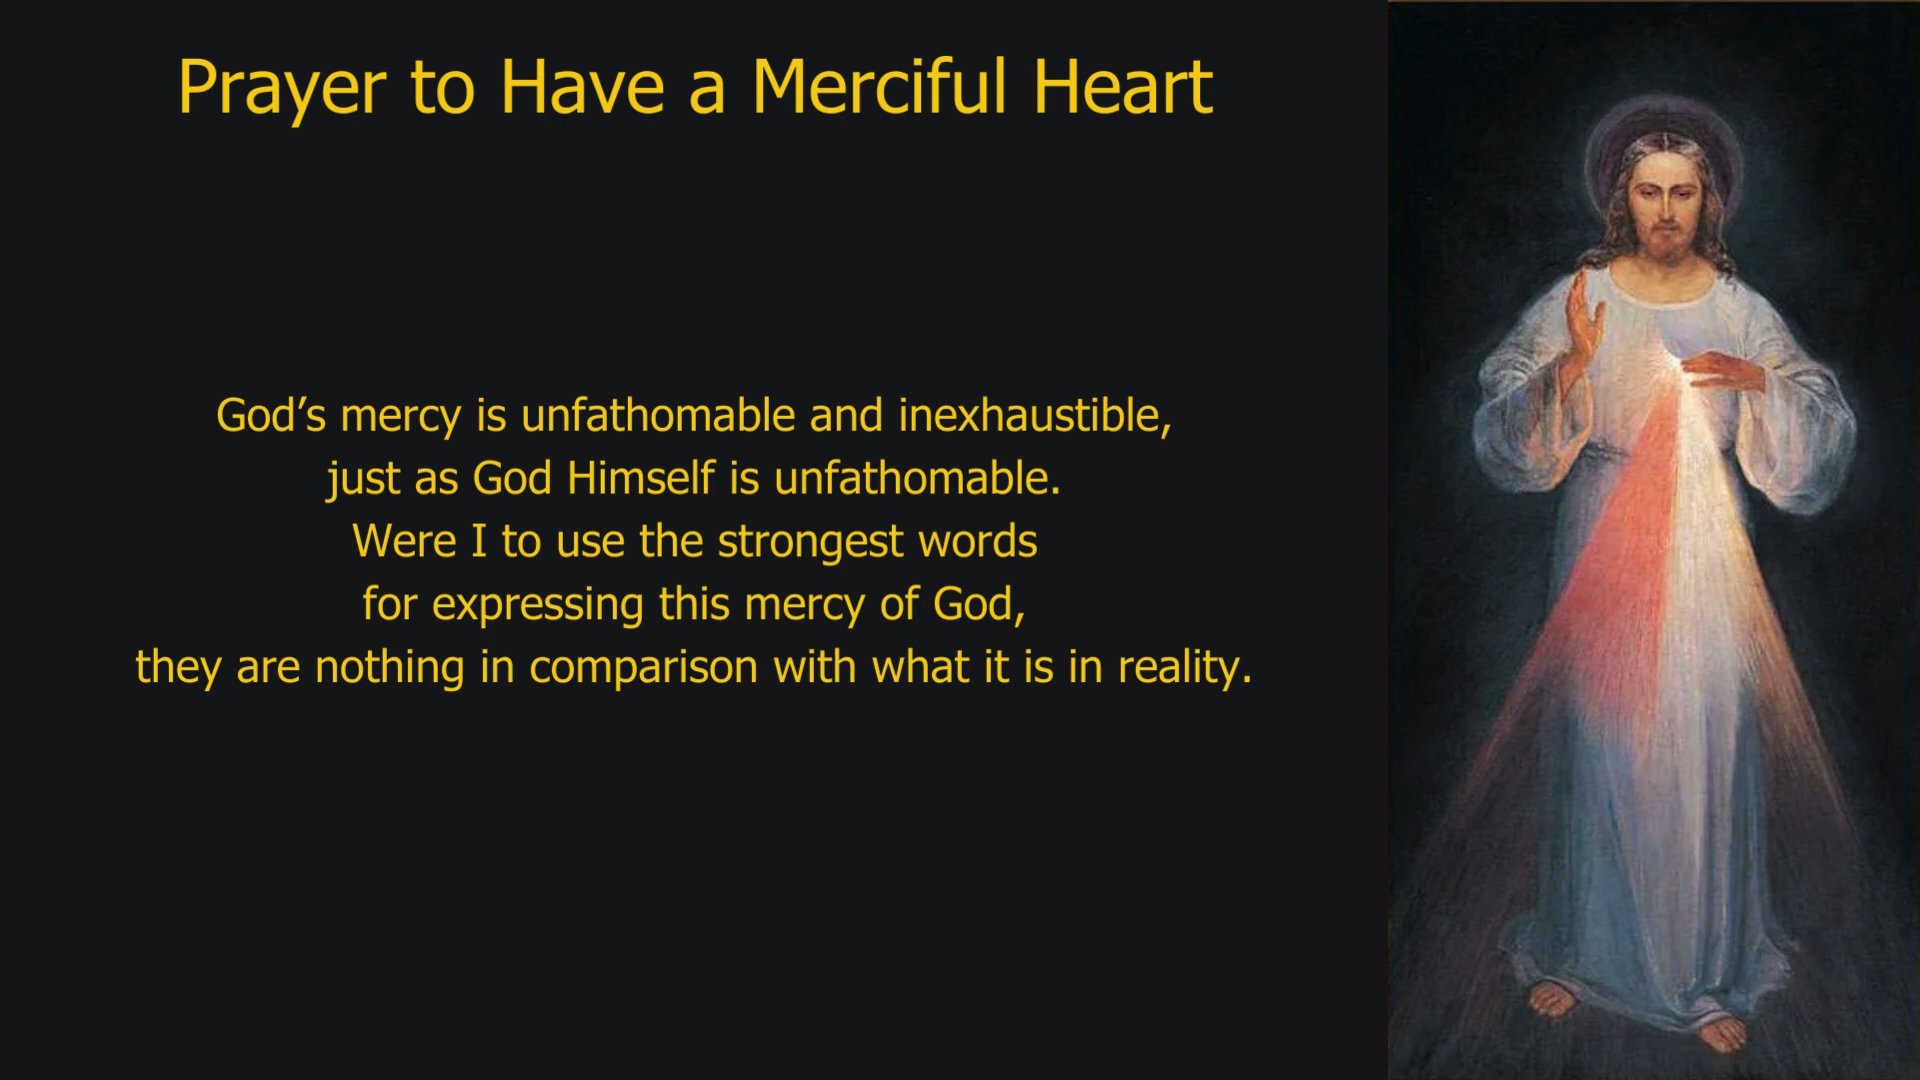 Prayer to Have a Merciful Heart
God’s mercy is unfathomable and inexhaustible,
just as God Himself is unfathomable.
Were I to use the strongest words
for expressing this mercy of God,
they are nothing in comparison with what it is in reality.